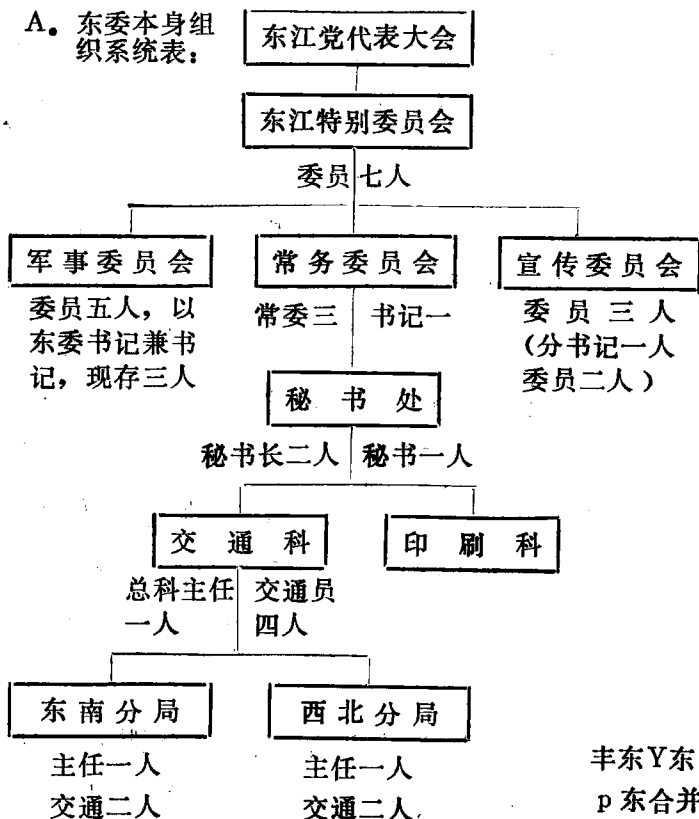 A。东委本身组
织系统表：
东江党代表大会
东江特别委员会
委员七人
军事委员会
委员五人，以
东委书记兼书
记，现存三人
常务委员会
常委三 书记一
宣传委员会
委员三人
（分书记一人
委员二人）
秘书处
秘书长二人 秘书一人
交通科
总科主任
一人
交通员
四人
印刷科
东南分局
主任一人
交通二人
西北分局
主任一人
交通二人
丰东Y东
p东合并